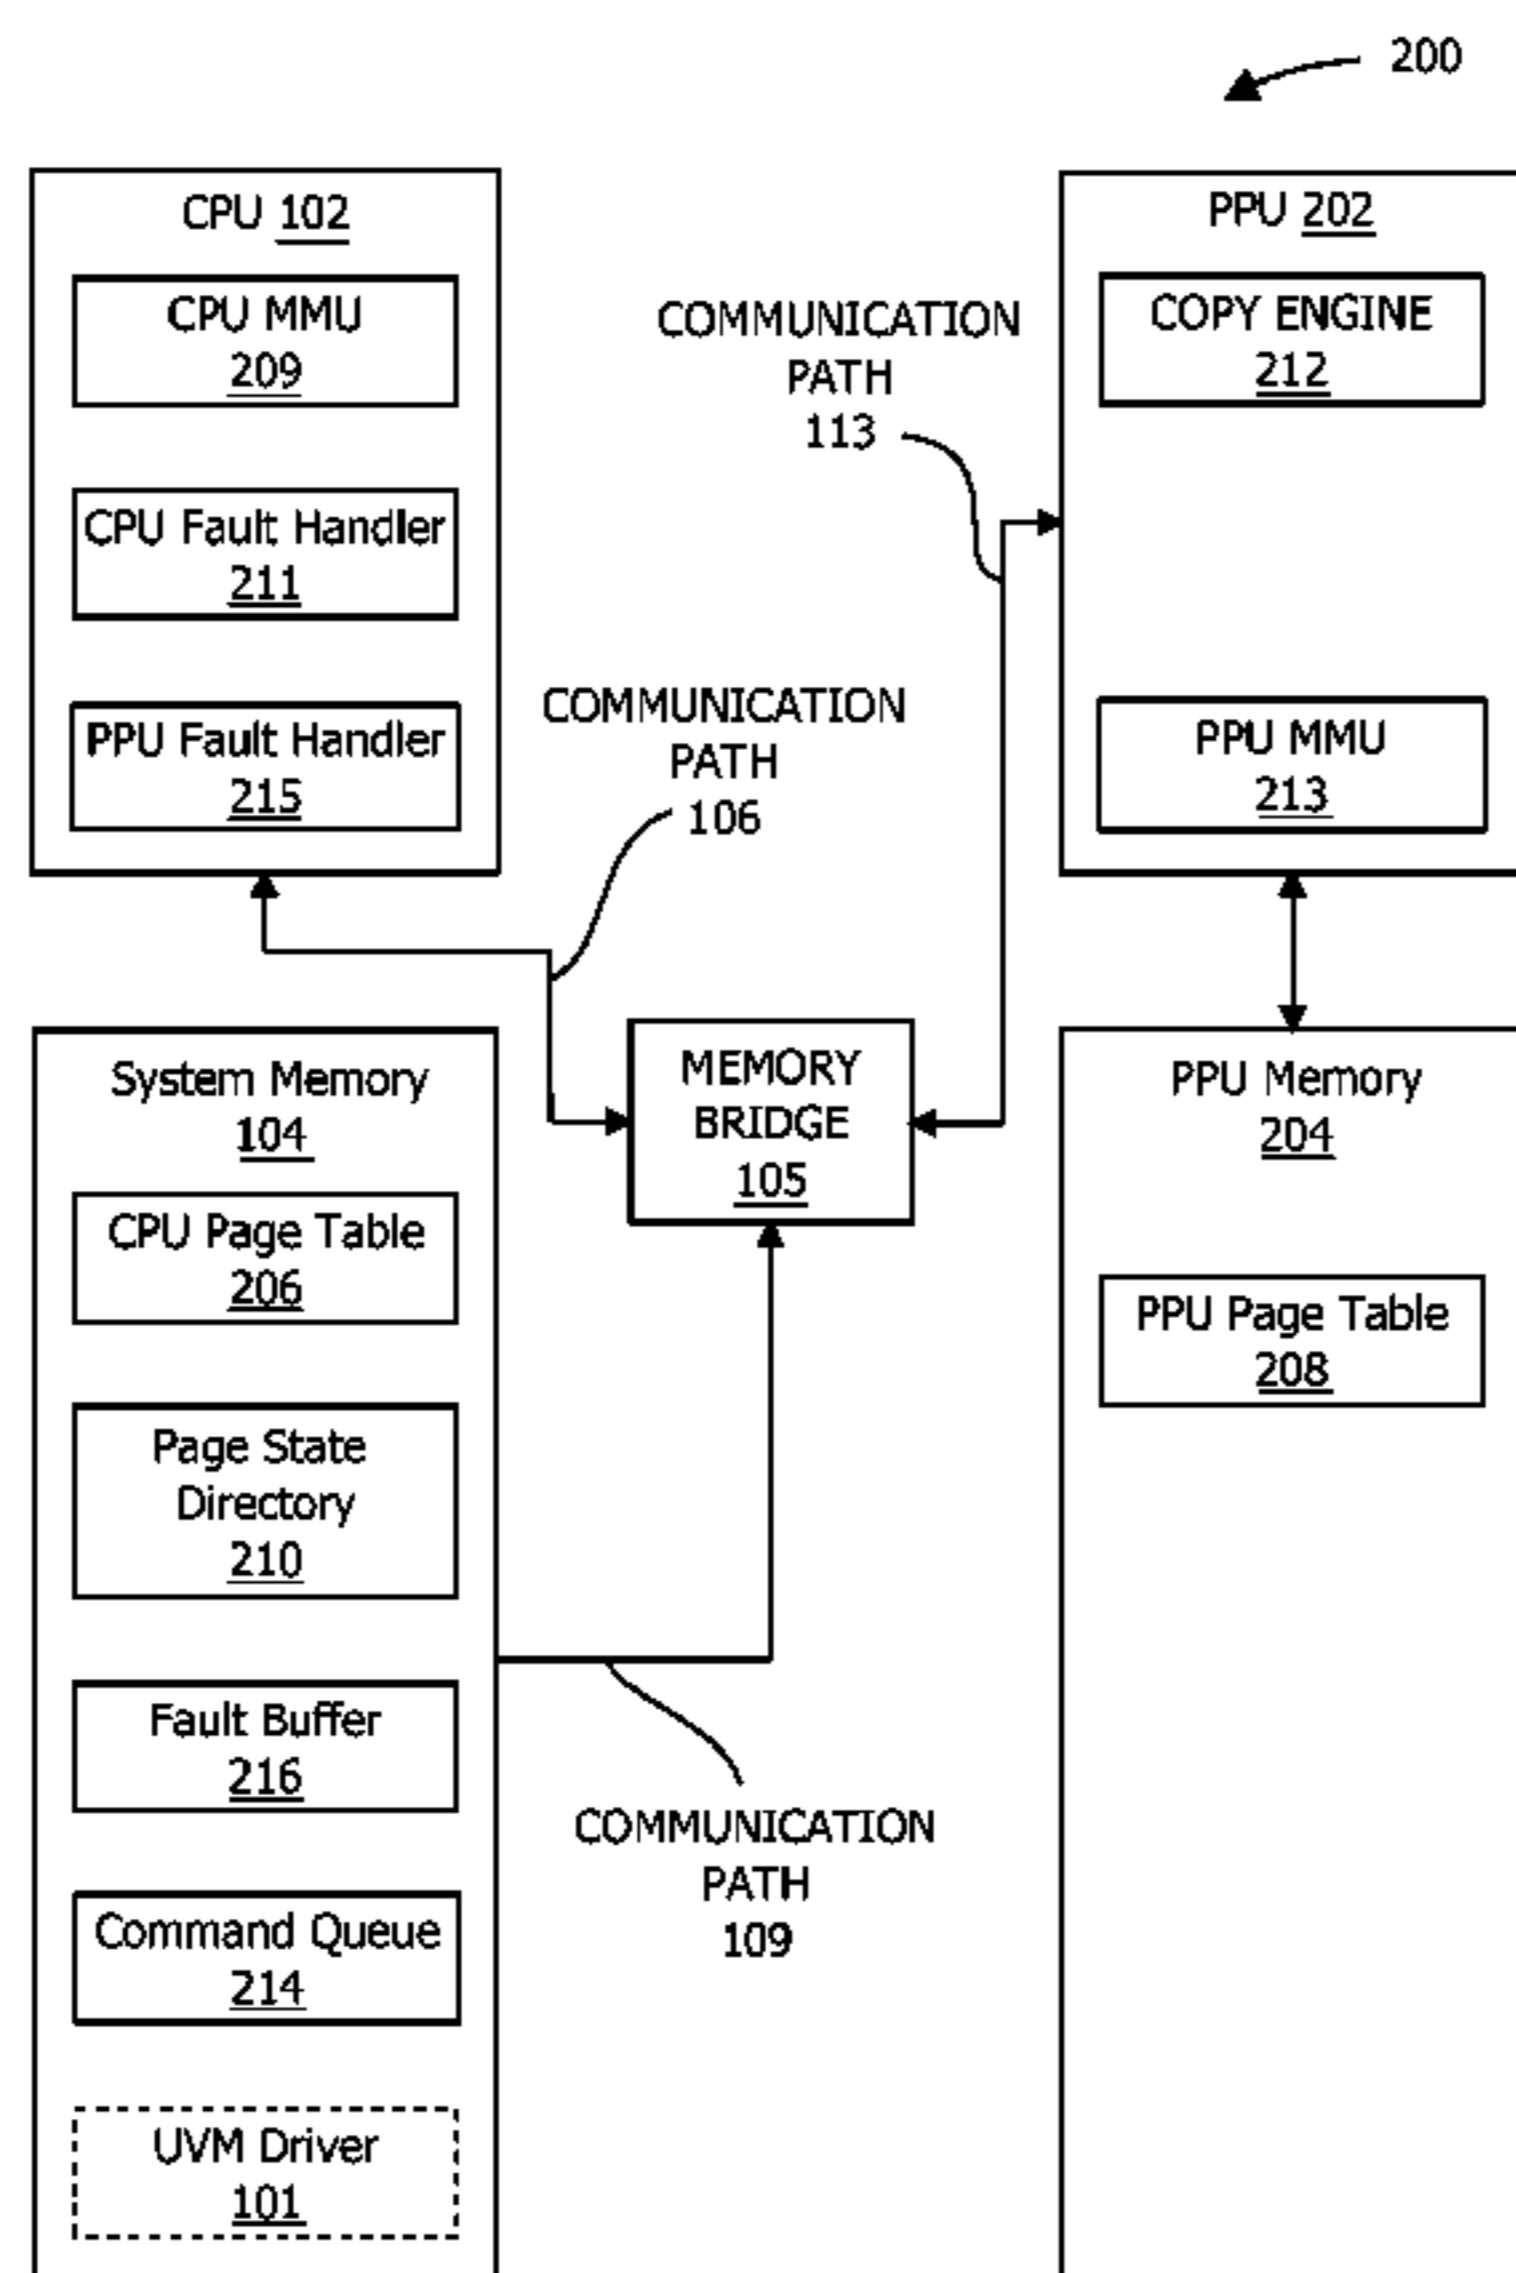 200
CPU 102
CPU MMU
209
CPU Fault Handler
211
PPU Fault Handler
215
COMMUNICATION
PATH
113
PPU 202
COPY ENGINE
212
PPU MMU
213
COMMUNICATION
PATH
106
System Memory
104
CPU Page Table
206
Page State
Directory
210
Fault Buffer
216
Command Queue
214
UVM Driver
101
MEMORY
BRIDGE
105
COMMUNICATION
PATH
109
PPU Memory
204
PPU Page Table
208